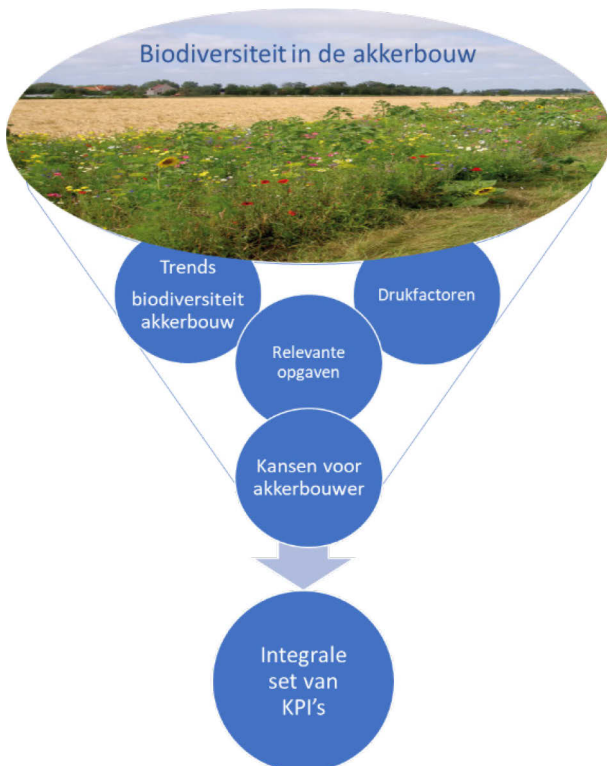 Biodiversiteit in de akkerbouw
Trends
biodiversiteit
akkerbouw
Drukfactoren
Relevante
opgaven
Kansen voor
akkerbouwer
Integrale
set van
KPI's